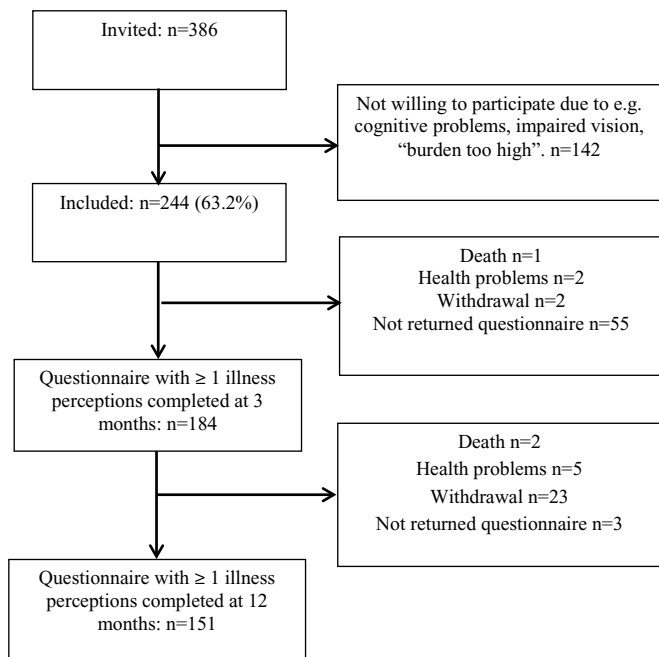 Invited: n=386
Not willing to participate due to e.g.
cognitive problems, impaired vision,
“burden too high”. n=142
Included: n=244 (63.2%)
Death n=1
Health problems n=2
Withdrawal n=2
Not returned questionnaire n=55
Questionnaire with ≥ 1 illness
perceptions completed at 3
months: n=184
Death n=2
Health problems n=5
Withdrawal n=23
Not returned questionnaire n=3
Questionnaire with ≥ 1 illness
perceptions completed at 12
months: n=151